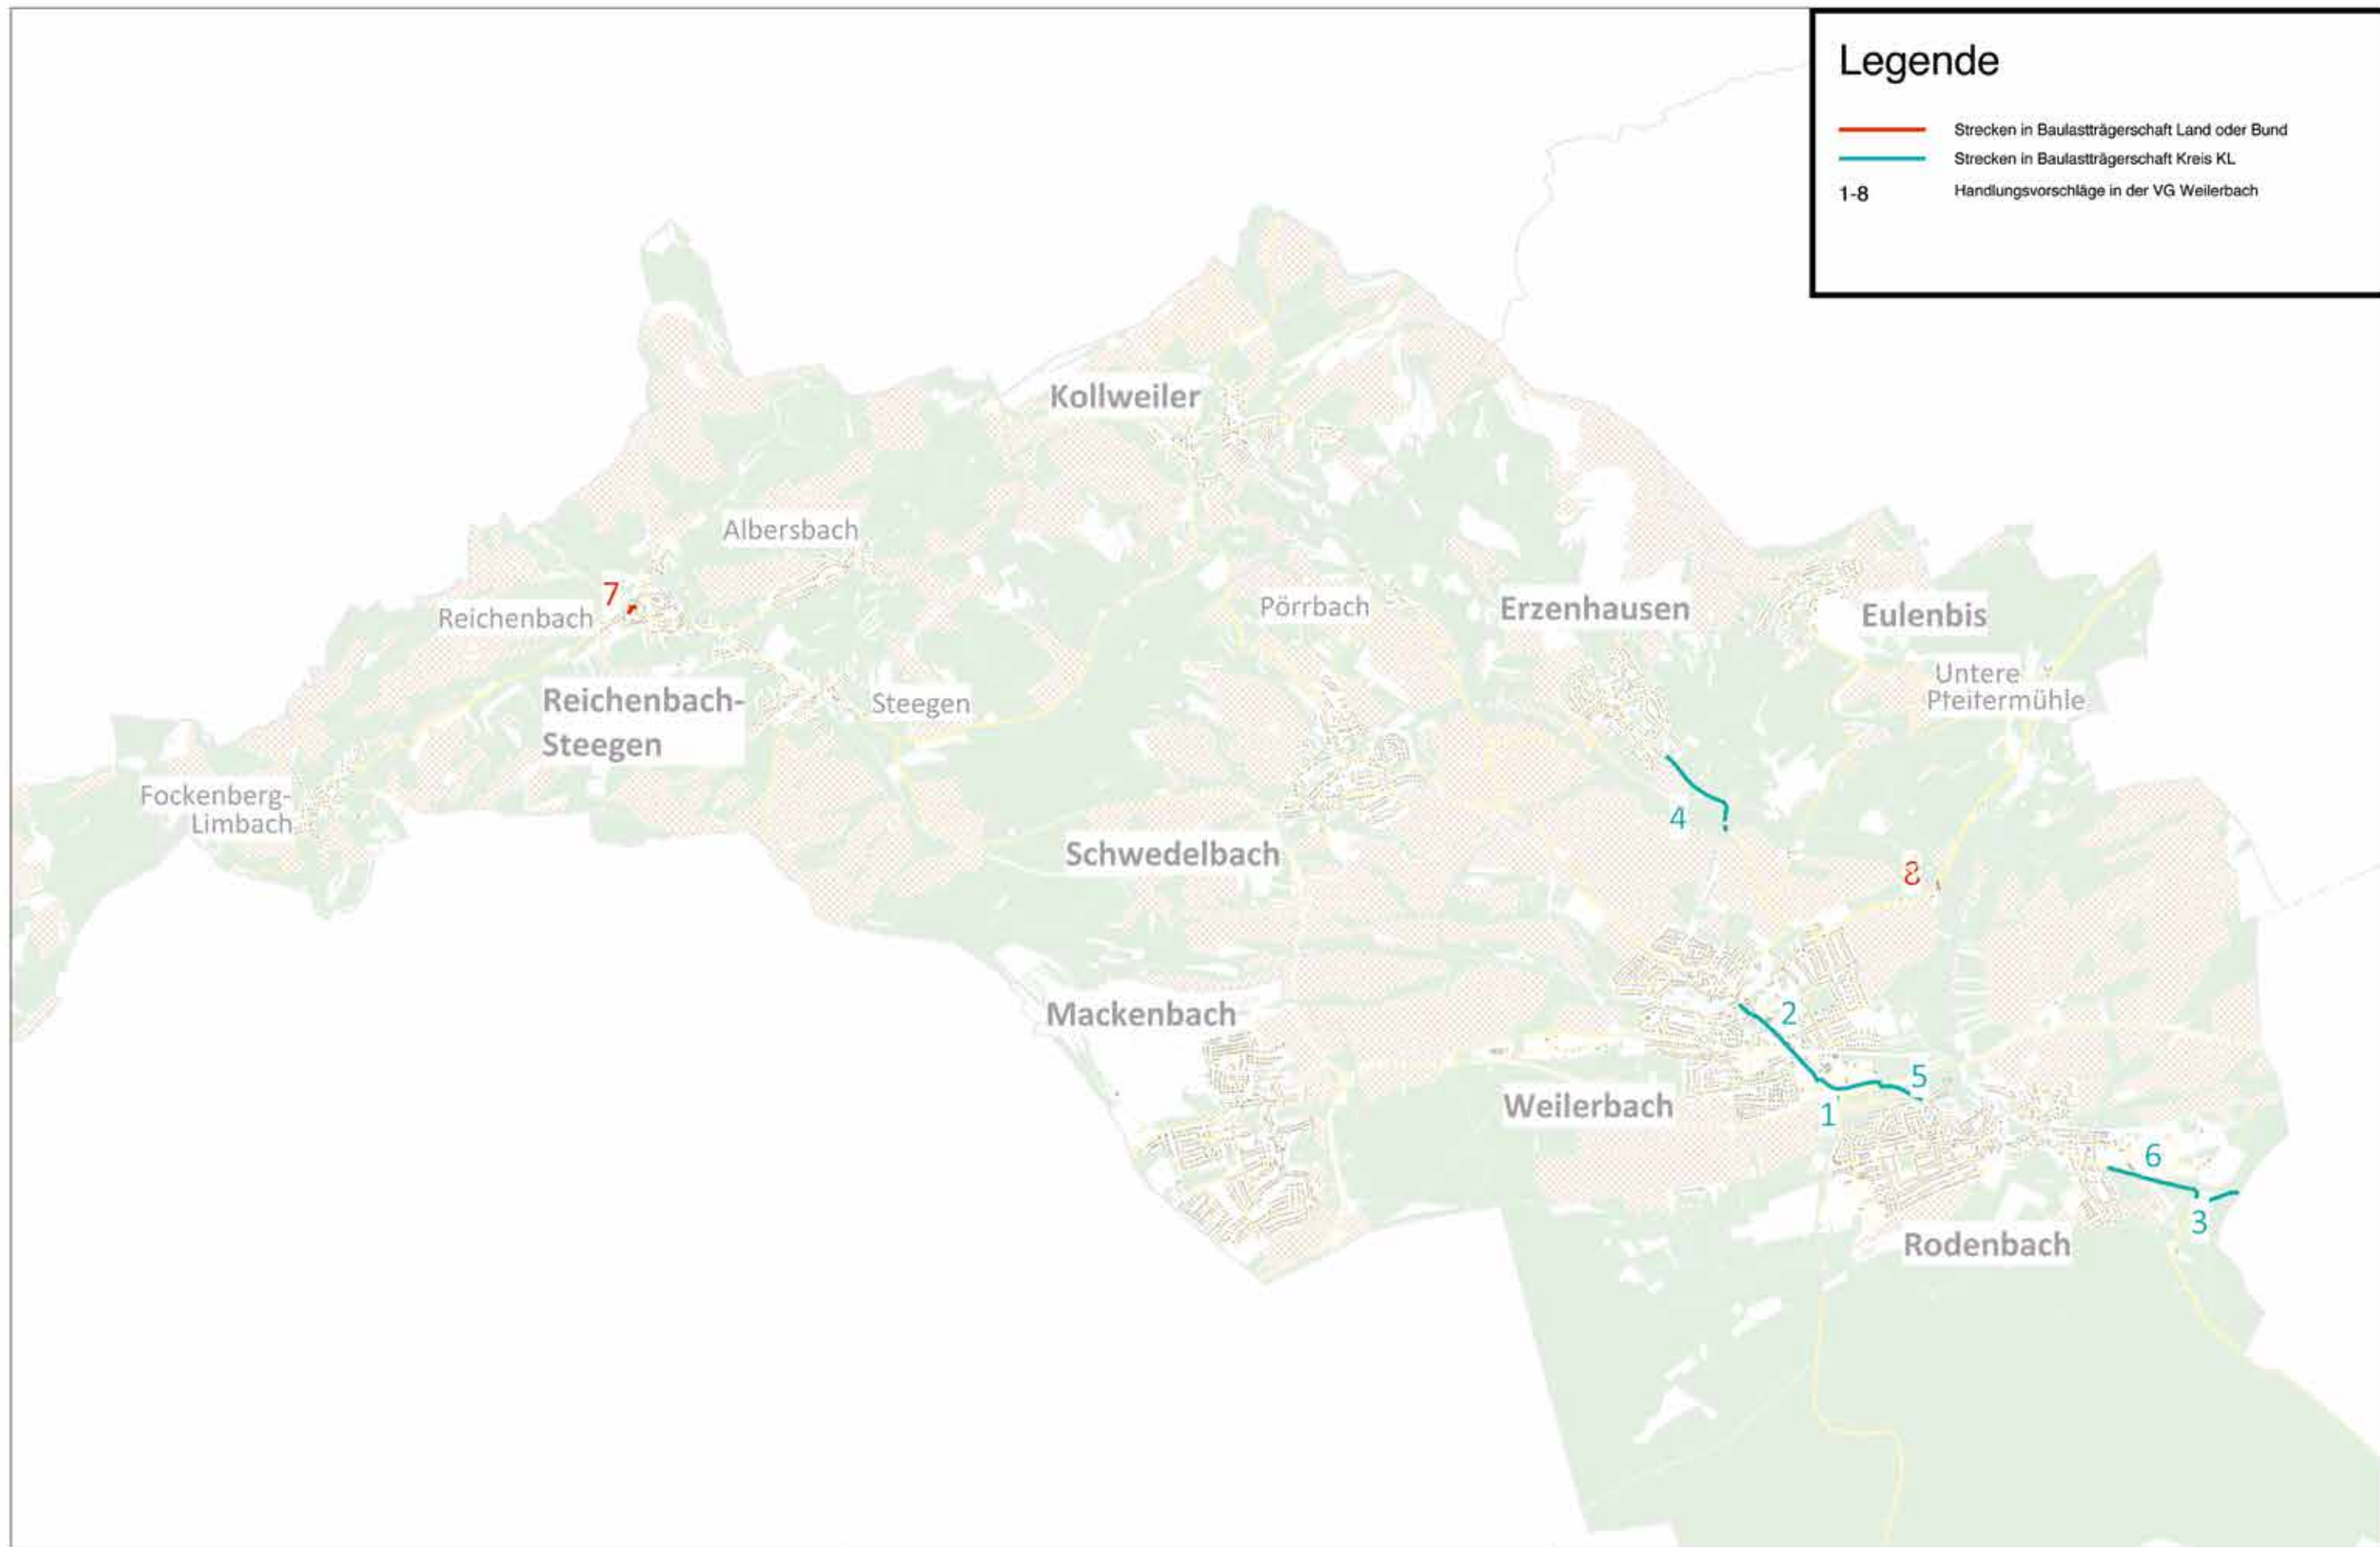 Legende
Strecken in Baulastträgerschaft Land oder Bund
Strecken in Baulastträgerschaft Kreis KL
1-8 Handlungsvorschläge in der VG Weilerbach
Kollweiler
Albersbach
7
Reichenbach
Pörrbach
Erzenhausen
Eulenbis
Untere
Pfeifermühle
Reichenbach-
Steegen
Steegen
Fockenberg-
Limbach
4
Schwedelbach
8
Mackenbach
2
5
Weilerbach
1
6
3
Rodenbach